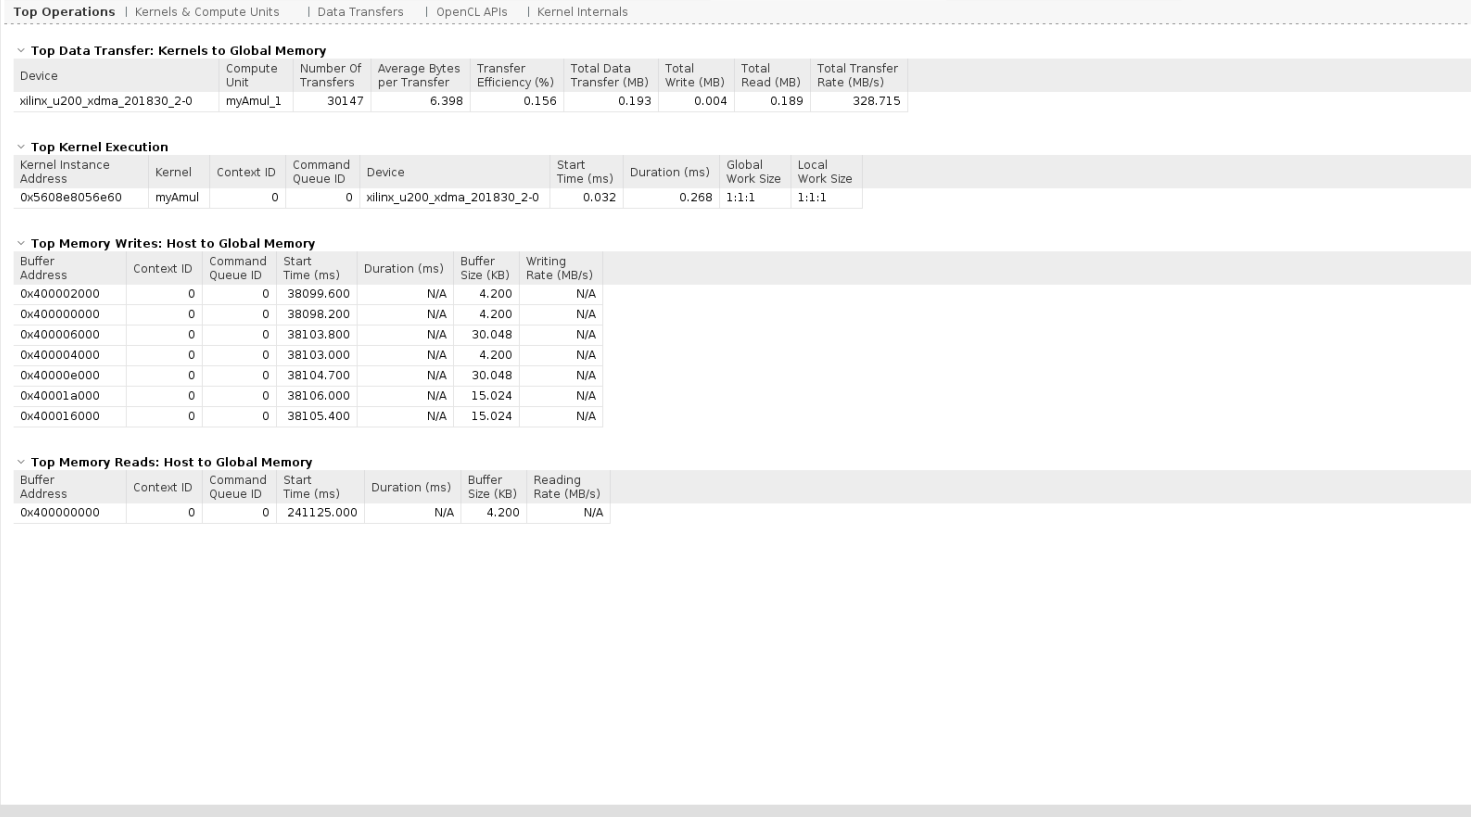 Top Operations | Kernels & Compute Units | Data Transfers | OpenCL APIs | Kernel Internals
Top Data Transfer: Kernels to Global Memory
Device Compute Unit Number Of Transfers Average Bytes per Transfer Transfer Efficiency (%) Total Data Transfer (MB) Total Write (MB) Total Read (MB) Total Transfer Rate (MB/s)
xilinx_u200_xdma_201830_2-0 myAmul_1 30147 6.398 0.156 0.193 0.004 0.189 328.715
Top Kernel Execution
Kernel Instance Address Kernel Context ID Command Queue ID Device Start Time (ms) Duration (ms) Global Work Size Local Work Size
0x5608e8056e60 myAmul 0 0 xilinx_u200_xdma_201830_2-0 0.032 0.268 1:1:1 1:1:1
Top Memory Writes: Host to Global Memory
Buffer Address Context ID Command Queue ID Start Time (ms) Duration (ms) Buffer Size (KB) Writing Rate (MB/s)
0x400002000 0 0 38099.600 N/A 4.200 N/A
0x400000000 0 0 38098.200 N/A 4.200 N/A
0x400006000 0 0 38103.800 N/A 30.048 N/A
0x400004000 0 0 38103.000 N/A 4.200 N/A
0x40000e000 0 0 38104.700 N/A 30.048 N/A
0x40001a000 0 0 38106.000 N/A 15.024 N/A
0x400016000 0 0 38105.400 N/A 15.024 N/A
Top Memory Reads: Host to Global Memory
Buffer Address Context ID Command Queue ID Start Time (ms) Duration (ms) Buffer Size (KB) Reading Rate (MB/s)
0x400000000 0 0 241125.000 N/A 4.200 N/A